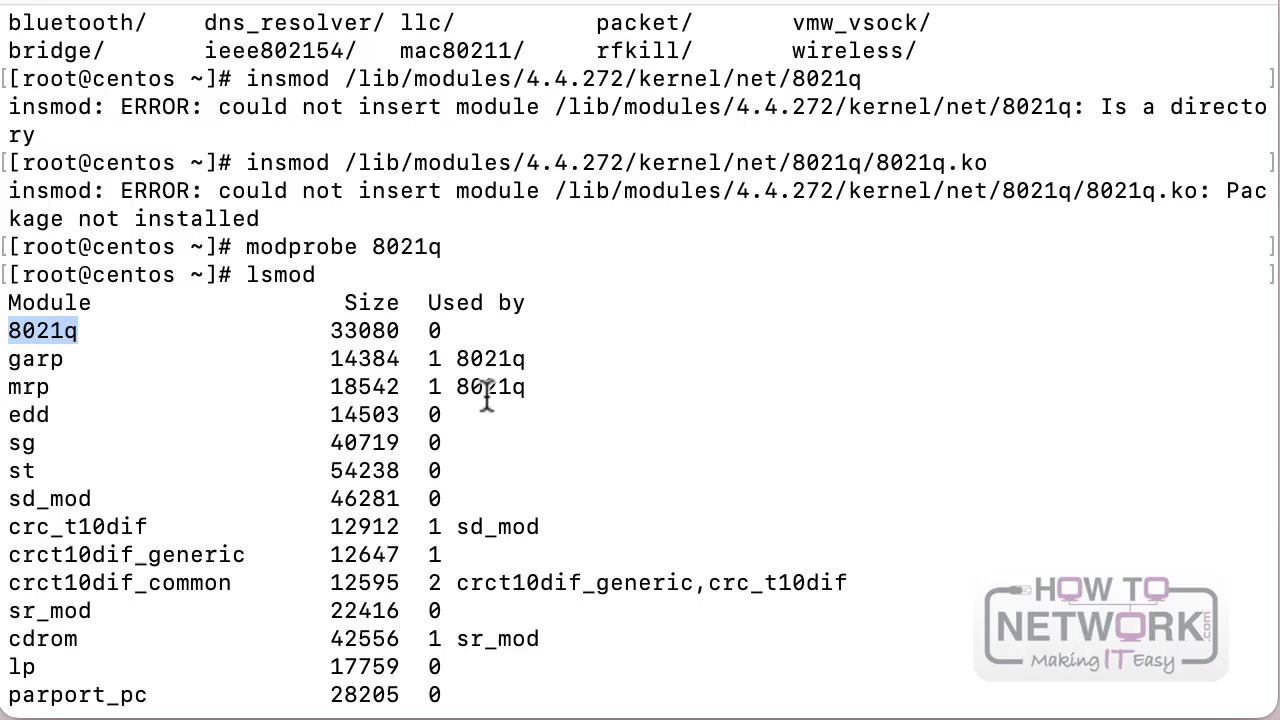 bluetooth/    dns_resolver/ llc/          packet/       vmw_vsock/
bridge/       ieee802154/   mac80211/     rfkill/       wireless/
[[root@centos ~]# insmod /lib/modules/4.4.272/kernel/net/8021q ]
insmod: ERROR: could not insert module /lib/modules/4.4.272/kernel/net/8021q: Is a directo
ry
[[root@centos ~]# insmod /lib/modules/4.4.272/kernel/net/8021q/8021q.ko ]
insmod: ERROR: could not insert module /lib/modules/4.4.272/kernel/net/8021q/8021q.ko: Pac
kage not installed
[[root@centos ~]# modprobe 8021q ]
[[root@centos ~]# lsmod ]
Module                  Size  Used by
8021q                  33080  0
garp                   14384  1 8021q
mrp                    18542  1 8021q
edd                    14503  0
sg                     40719  0
st                     54238  0
sd_mod                 46281  0
crc_t10dif             12912  1 sd_mod
crct10dif_generic      12647  1
crct10dif_common       12595  2 crct10dif_generic,crc_t10dif
sr_mod                 22416  0
cdrom                  42556  1 sr_mod
lp                     17759  0
parport_pc             28205  0
HOW TO
NETWORK.com
Making IT Easy